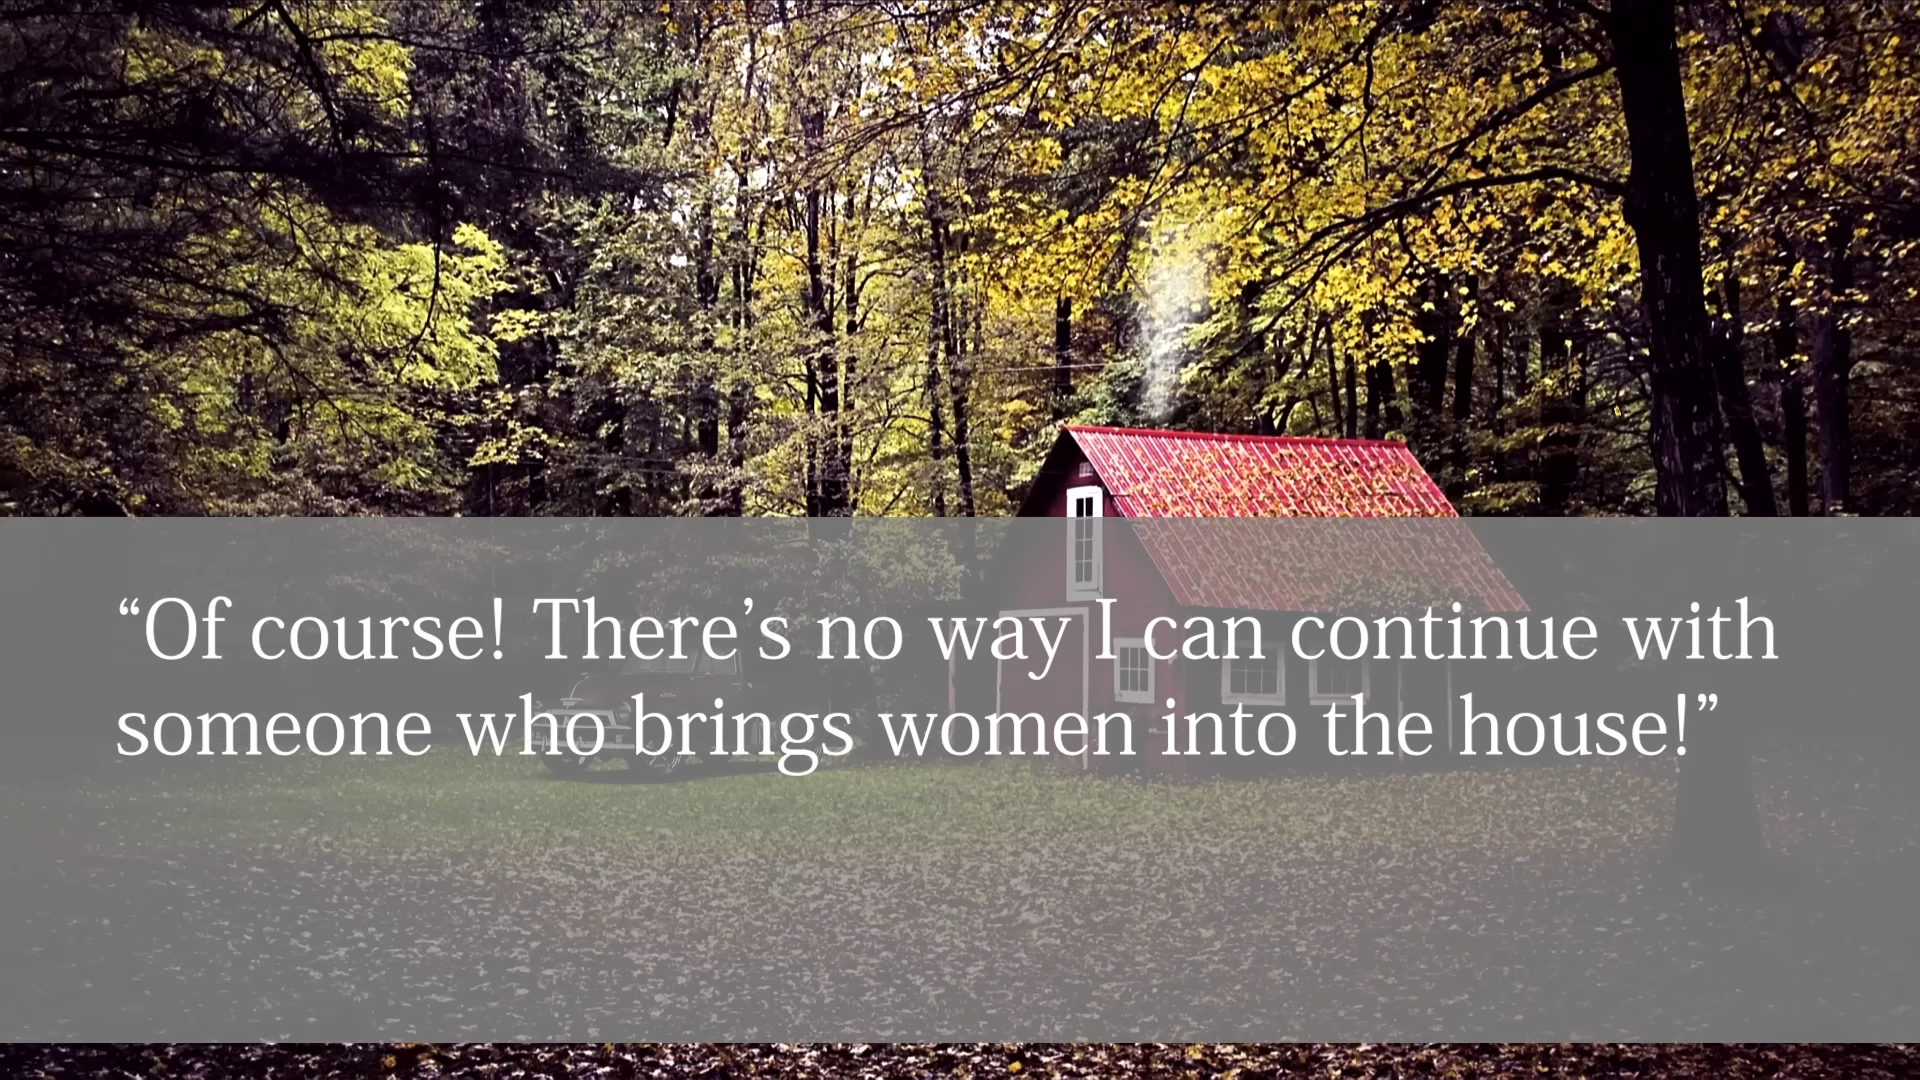 “Of course! There’s no way I can continue with
someone who brings women into the house!”